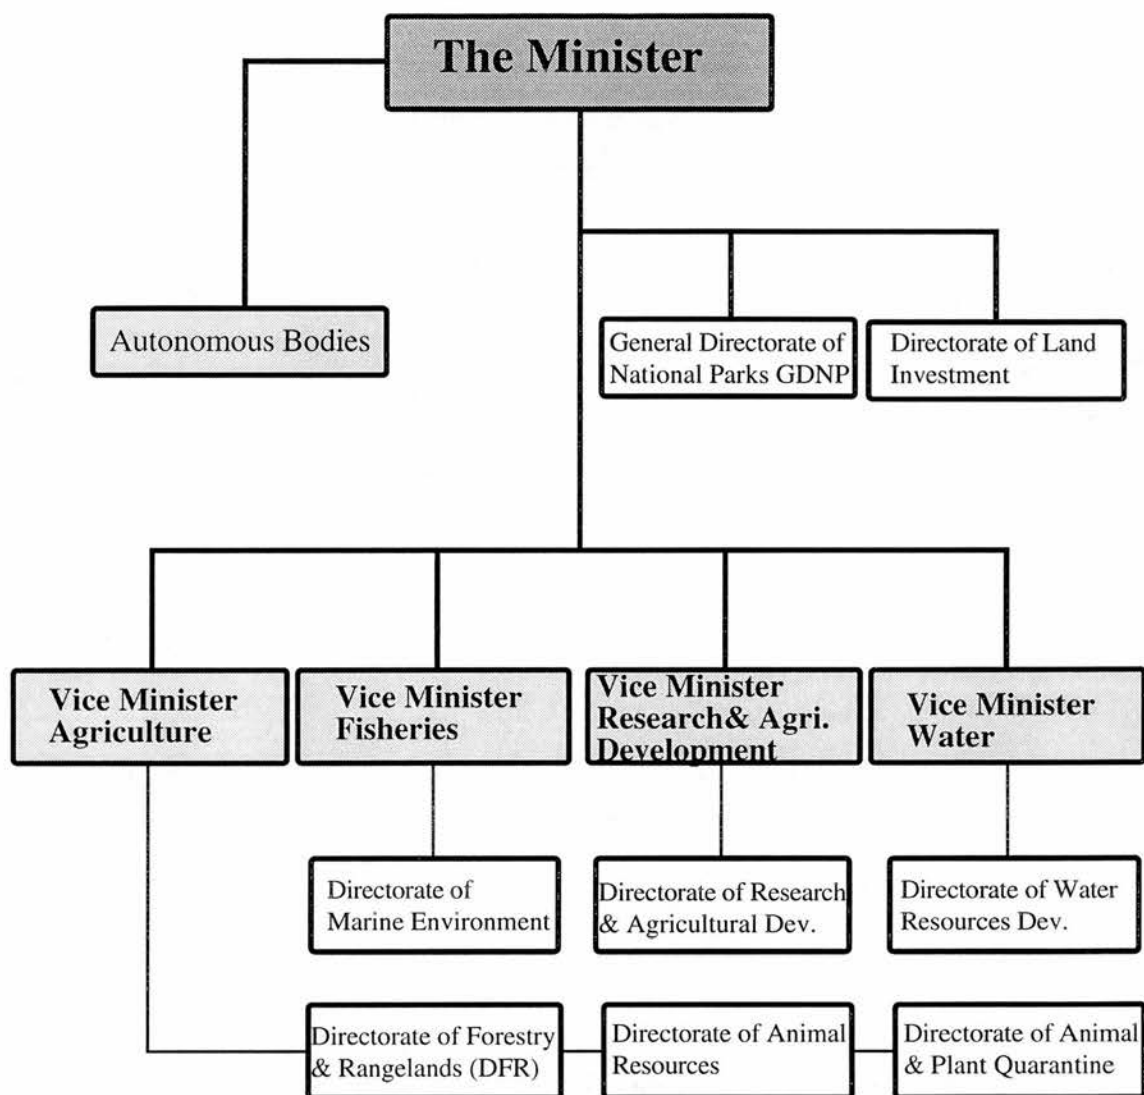 The Minister
Autonomous Bodies
General Directorate of
National Parks GDNP
Directorate of Land
Investment
Vice Minister
Agriculture
Vice Minister
Fisheries
Vice Minister
Research& Agri.
Development
Vice Minister
Water
Directorate of
Marine Environment
Directorate of Research
& Agricultural Dev.
Directorate of Water
Resources Dev.
Directorate of Forestry
& Rangelands (DFR)
Directorate of Animal
Resources
Directorate of Animal
& Plant Quarantine